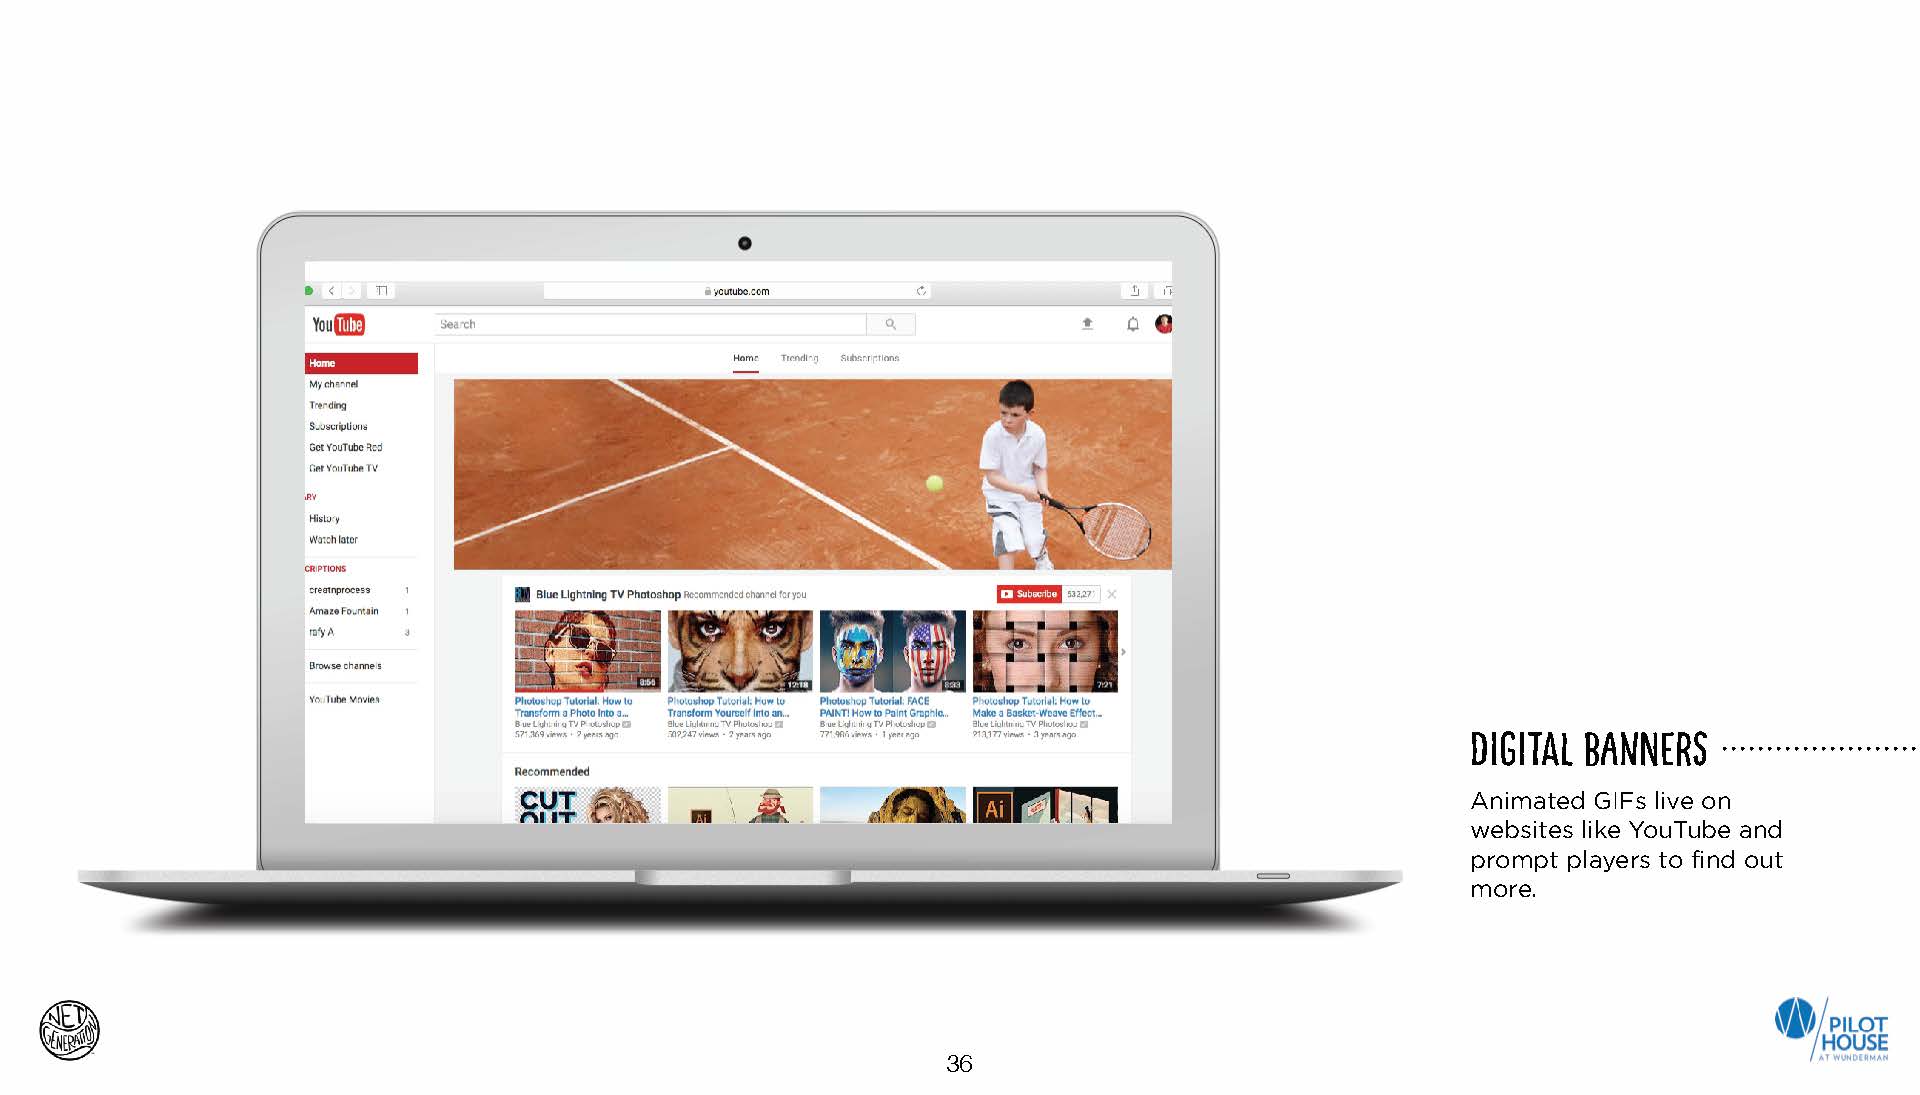 youtube.com
YouTube
Search
Home Trending Subscriptions
Home
My channel
Trending
Subscriptions
Get YouTube Red
Get YouTube TV
ARY
History
Watch later
CRIPTIONS
creatnprocess 1
Amaze Fountain 1
rafy A 3
Browse channels
YouTube Movies
Blue Lightning TV Photoshop Recommended channel for you
Subscribe 532,271
8:56
12:18
8:33
7:21
Photoshop Tutorial: How to
Transform a Photo Into a...
Blue Lightning TV Photoshop
571,369 views • 2 years ago
Photoshop Tutorial: How to
Transform Yourself into an...
Blue Lightning TV Photoshop
502,247 views • 2 years ago
Photoshop Tutorial: FACE
PAINT! How to Paint Graphic...
Blue Lightning TV Photoshop
771,986 views • 1 year ago
Photoshop Tutorial: How to
Make a Basket-Weave Effect...
Blue Lightning TV Photoshop
213,177 views • 3 years ago
Recommended
CUT
OUT
Ai
Ai
DIGITAL BANNERS
Animated GIFs live on
websites like YouTube and
prompt players to find out
more.
NET
GENERATION
PILOT
HOUSE
AT WUNDERMAN
36